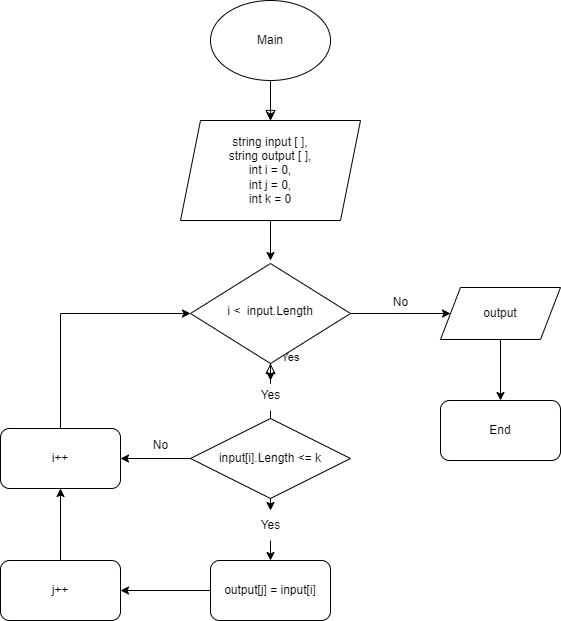 Main
string input [ ],
string output [ ],
int i = 0,
int j = 0,
int k = 0
i < input.Length
No
output
Yes
Yes
End
input[i].Length <= k
No
i++
Yes
output[j] = input[i]
j++